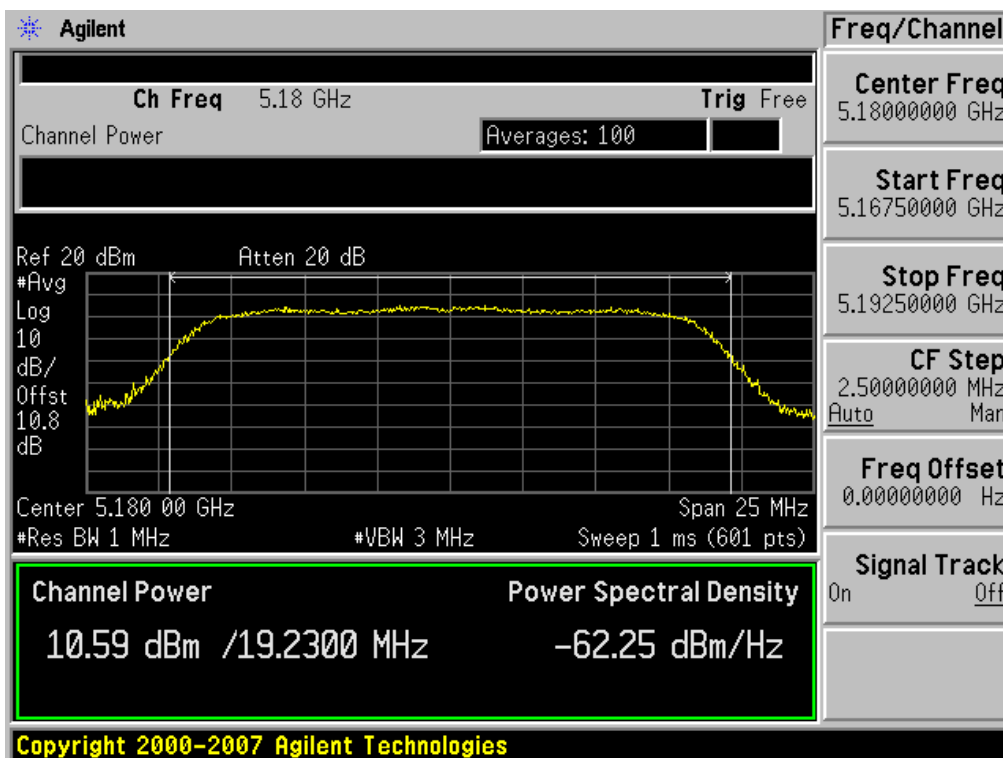 Agilent
Freq/Channel
Ch Freq 5.18 GHz Trig Free
Channel Power Averages: 100
Ref 20 dBm Atten 20 dB
#Avg
Log
10
dB/
Offst
10.8
dB
Center 5.180 00 GHz Span 25 MHz
#Res BW 1 MHz #VBW 3 MHz Sweep 1 ms (601 pts)
Channel Power Power Spectral Density
10.59 dBm /19.2300 MHz -62.25 dBm/Hz
Center Freq
5.18000000 GHz
Start Freq
5.16750000 GHz
Stop Freq
5.19250000 GHz
CF Step
2.50000000 MHz
Auto Man
Freq Offset
0.00000000 Hz
Signal Track
On Off
Copyright 2000-2007 Agilent Technologies